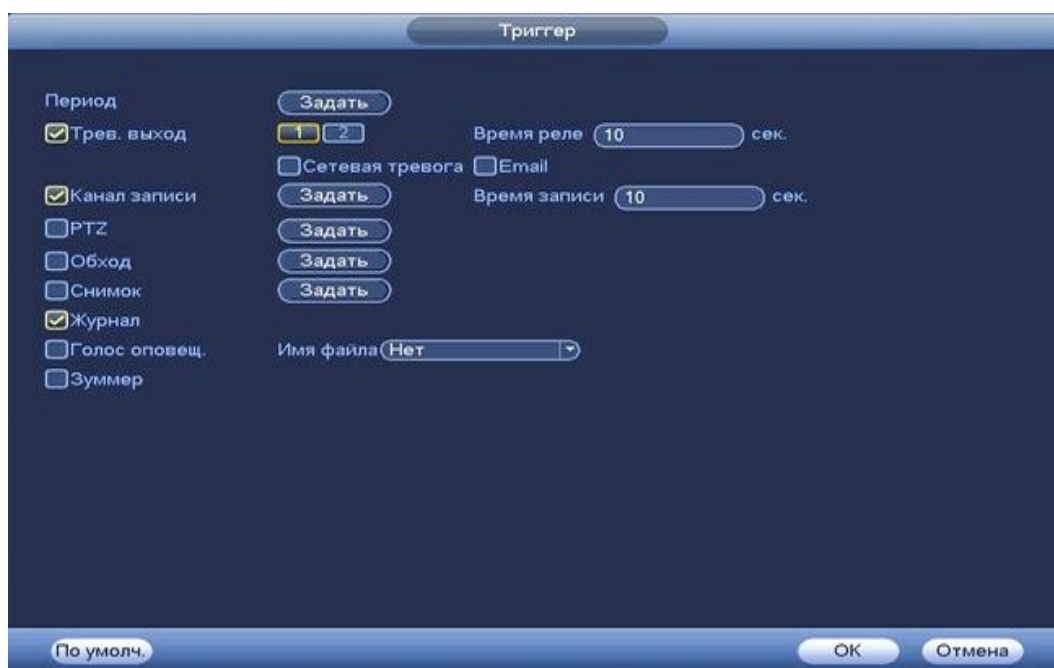 Триггер
Период Задать
Трев. выход 1 2 Время реле 10 сек.
Сетевая тревога Email
Канал записи Задать Время записи 10 сек.
PTZ Задать
Обход Задать
Снимок Задать
Журнал
Голос оповещ. Имя файла Нет
Зуммер
По умолч. OK Отмена